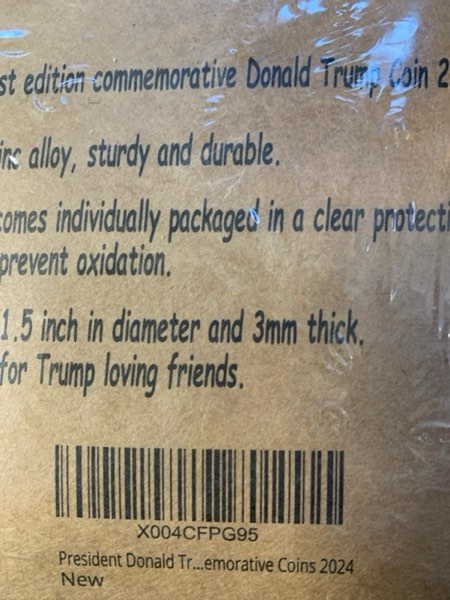 st edition commemorative Donald Trump Coin 2
inc alloy, sturdy and durable.
comes individually packaged in a clear protecti
prevent oxidation.
1.5 inch in diameter and 3mm thick.
for Trump loving friends.
X004CFPG95
President Donald Tr...emorative Coins 2024
New